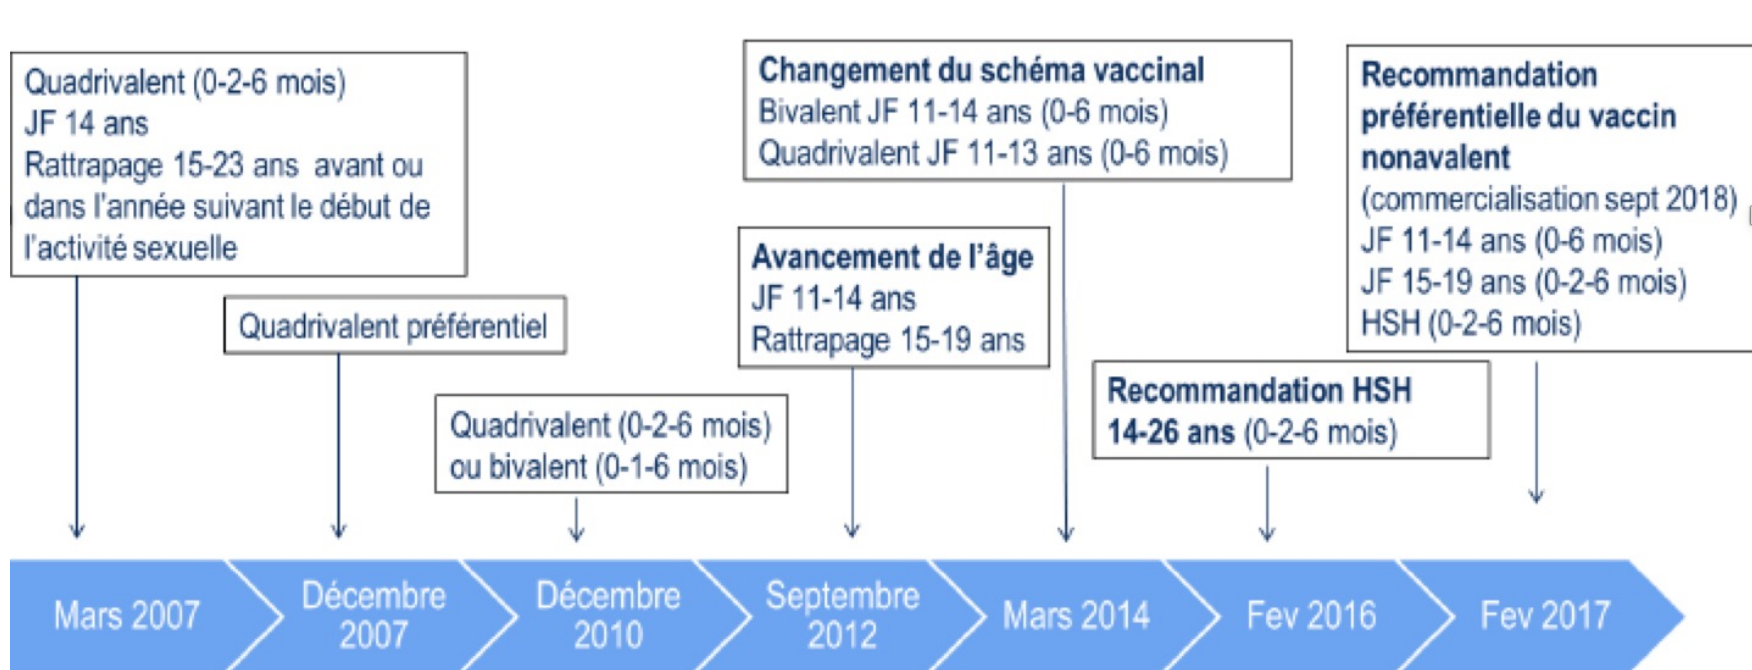 Quadrivalent (0-2-6 mois)
JF 14 ans
Rattrapage 15-23 ans avant ou
dans l'année suivant le début de
l'activité sexuelle
Quadrivalent préférentiel
Quadrivalent (0-2-6 mois)
ou bivalent (0-1-6 mois)
Avancement de l'âge
JF 11-14 ans
Rattrapage 15-19 ans
Changement du schéma vaccinal
Bivalent JF 11-14 ans (0-6 mois)
Quadrivalent JF 11-13 ans (0-6 mois)
Recommandation HSH
14-26 ans (0-2-6 mois)
Recommandation
préférentielle du vaccin
nonavalent
(commercialisation sept 2018)
JF 11-14 ans (0-6 mois)
JF 15-19 ans (0-2-6 mois)
HSH (0-2-6 mois)
Mars 2007
Décembre
2007
Décembre
2010
Septembre
2012
Mars 2014
Fev 2016
Fev 2017